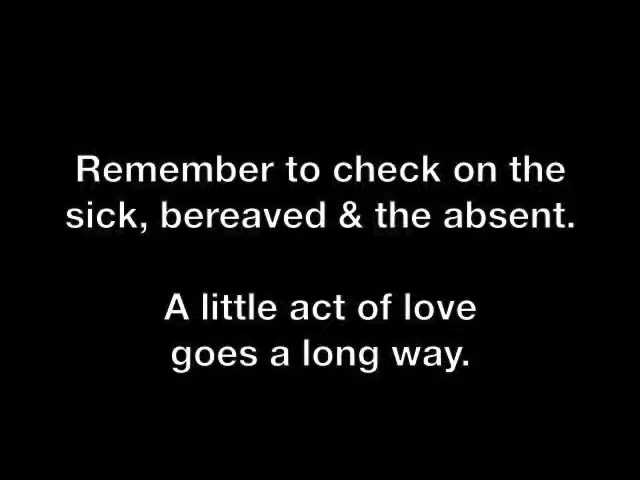 Remember to check on the
sick, bereaved & the absent.
A little act of love
goes a long way.